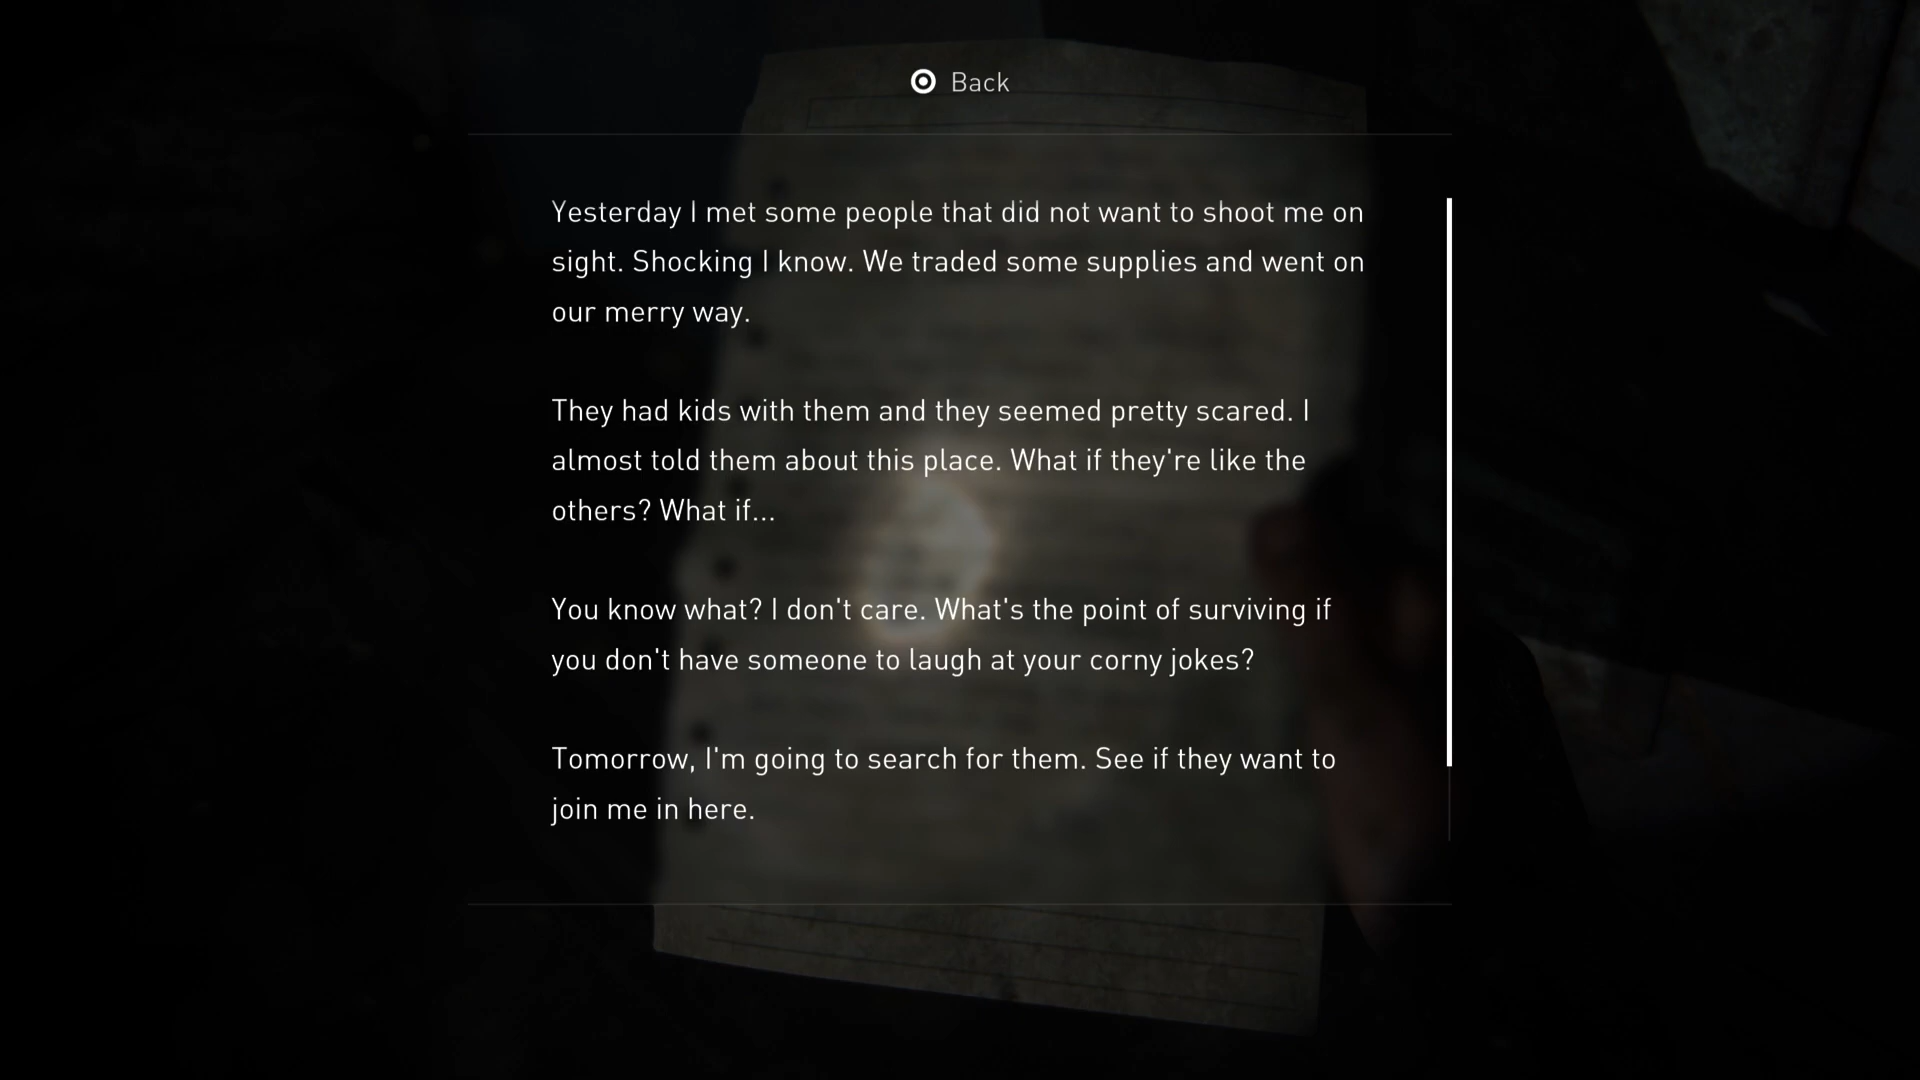 Back
Yesterday I met some people that did not want to shoot me on
sight. Shocking I know. We traded some supplies and went on
our merry way.
They had kids with them and they seemed pretty scared. I
almost told them about this place. What if they're like the
others? What if...
You know what? I don't care. What's the point of surviving if
you don't have someone to laugh at your corny jokes?
Tomorrow, I'm going to search for them. See if they want to
join me in here.